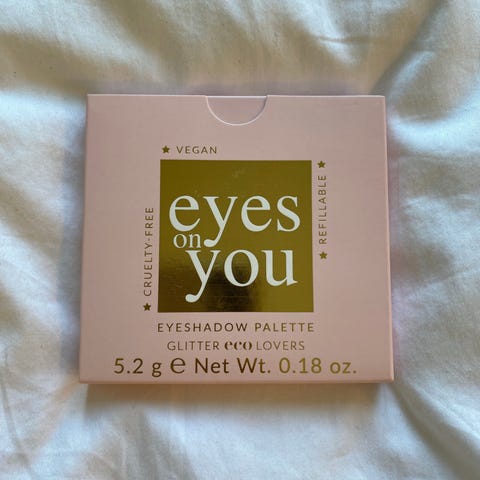 VEGAN
CRUELTY-FREE
REFILLABLE
eyes
on
you
EYESHADOW PALETTE
GLITTER eco LOVERS
5.2 g ℮ Net Wt. 0.18 oz.